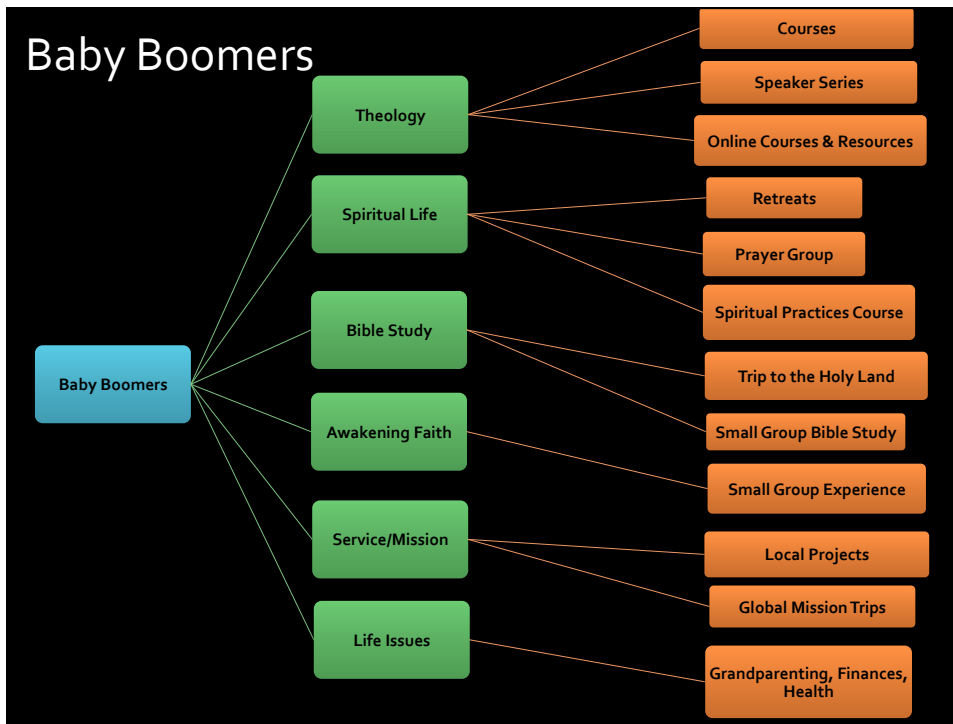 Baby Boomers
Courses
Speaker Series
Theology
Online Courses & Resources
Retreats
Spiritual Life
Prayer Group
Spiritual Practices Course
Bible Study
Trip to the Holy Land
Baby Boomers
Awakening Faith
Small Group Bible Study
Small Group Experience
Service/Mission
Local Projects
Global Mission Trips
Life Issues
Grandparenting, Finances,
Health